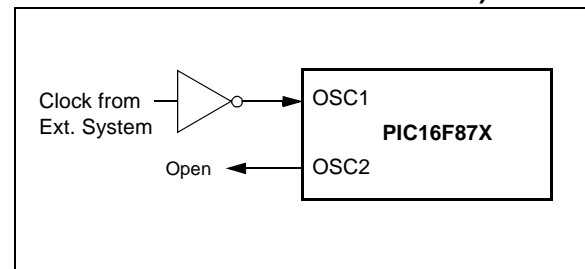 Clock from
Ext. System
OSC1
PIC16F87X
Open
OSC2